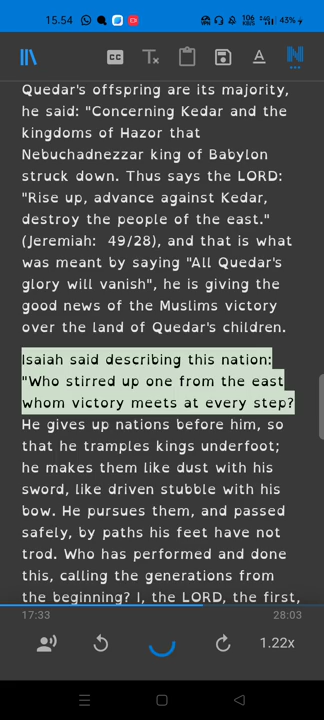 15.54
106
KB/S
43%
CC
Quedar's offspring are its majority,
he said: "Concerning Kedar and the
kingdoms of Hazor that
Nebuchadnezzar king of Babylon
struck down. Thus says the LORD:
"Rise up, advance against Kedar,
destroy the people of the east."
(Jeremiah: 49/28), and that is what
was meant by saying "All Quedar's
glory will vanish", he is giving the
good news of the Muslims victory
over the land of Quedar's children.
Isaiah said describing this nation:
"Who stirred up one from the east
whom victory meets at every step?
He gives up nations before him, so
that he tramples kings underfoot;
he makes them like dust with his
sword, like driven stubble with his
bow. He pursues them, and passed
safely, by paths his feet have not
trod. Who has performed and done
this, calling the generations from
the beginning? I, the LORD, the first,
17:33
28:03
1.22x